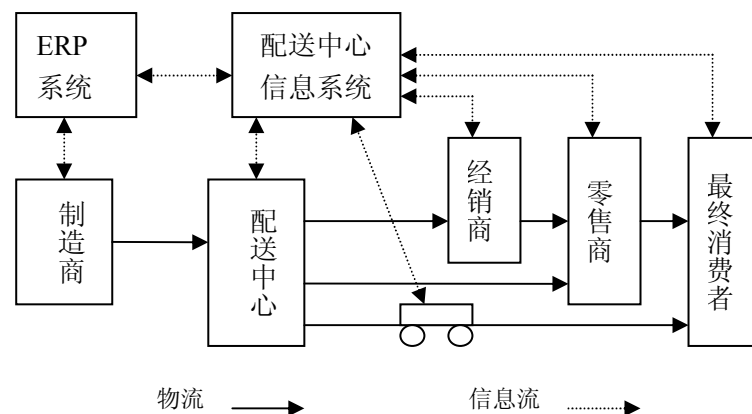 ERP
系统
配送中心
信息系统
制造商
配送中心
经销商
零售商
最终消费者
物流
信息流